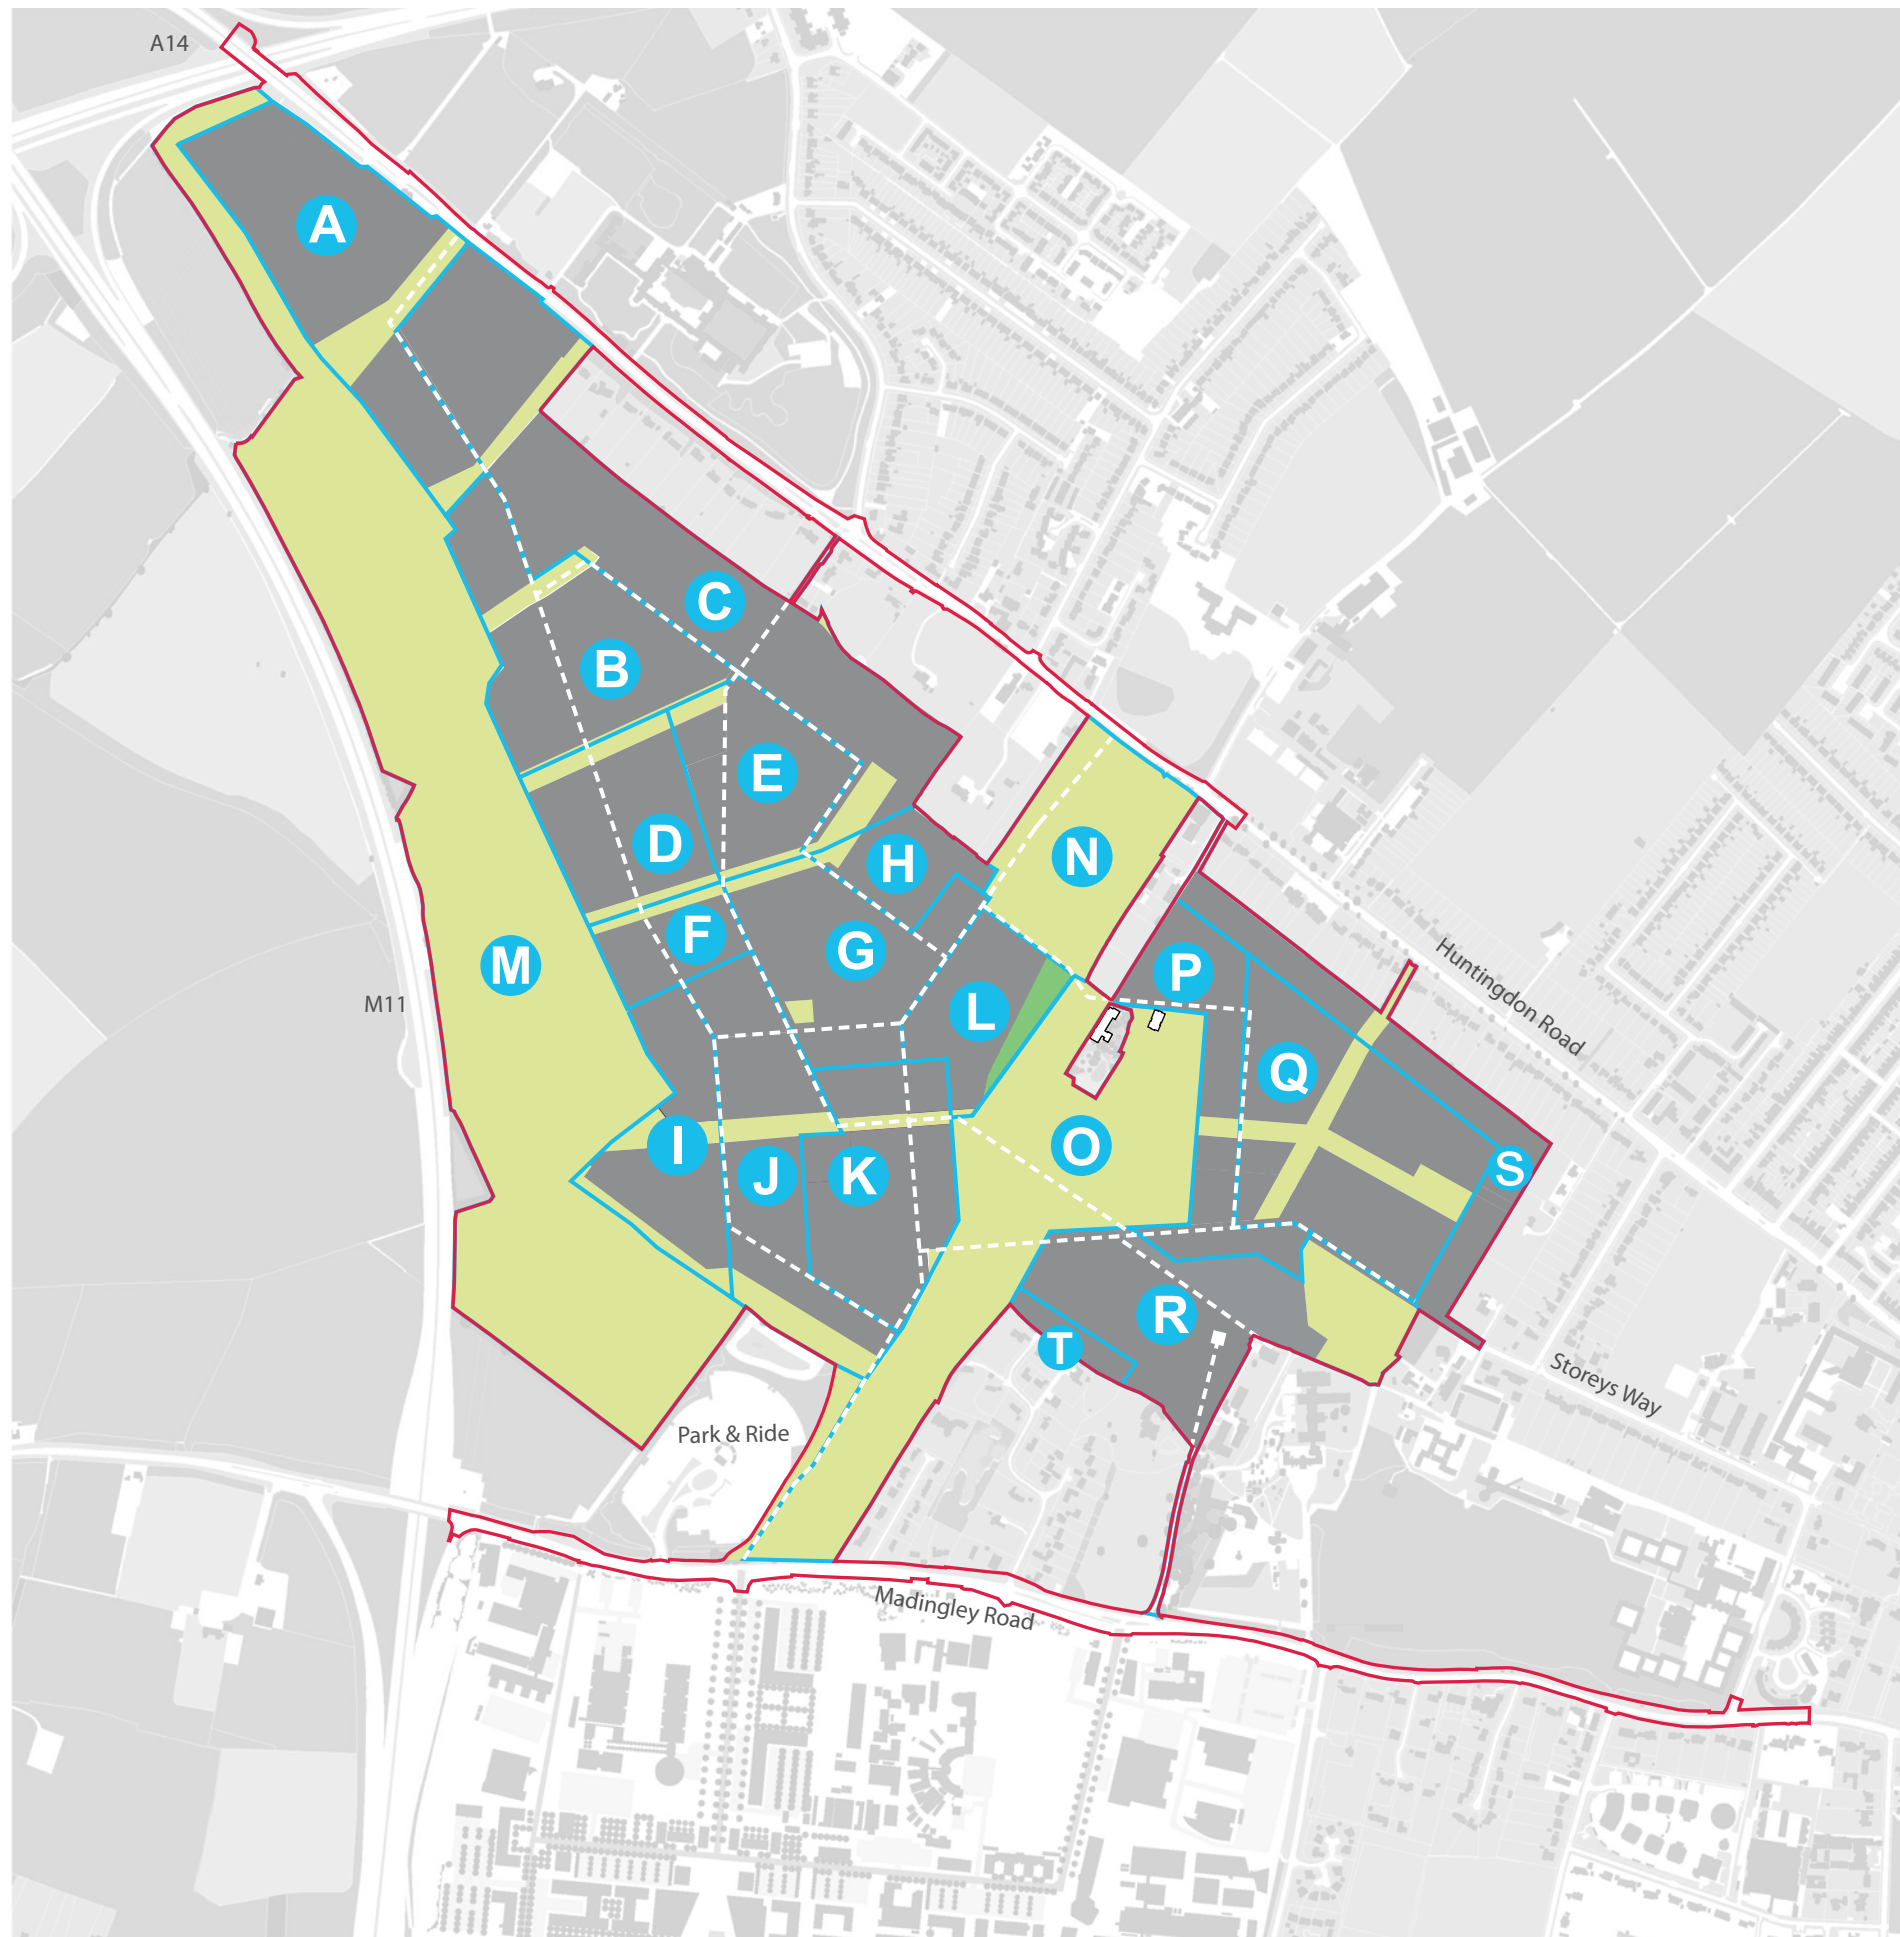 A14
A
C
B
E
D
H
N
F
G
P
M
L
Huntingdon Road
M11
Q
I
O
J
K
S
R
T
Storeys Way
Park & Ride
Madingley Road